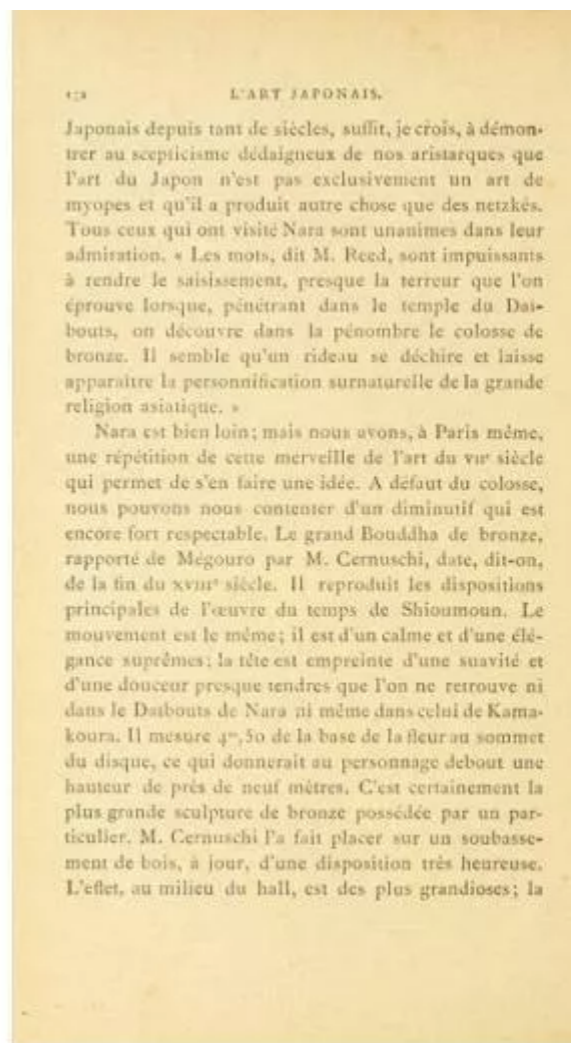 172 L'ART JAPONAIS.
Japonais depuis tant de siècles, suffit, je crois, à démon-
trer au scepticisme dédaigneux de nos aristarques que
l'art du Japon n'est pas exclusivement un art de
myopes et qu'il a produit autre chose que des netzkés.
Tous ceux qui ont visité Nara sont unanimes dans leur
admiration. « Les mots, dit M. Reed, sont impuissants
à rendre le saisissement, presque la terreur que l'on
éprouve lorsque, pénétrant dans le temple du Daï-
bouts, on découvre dans la pénombre le colosse de
bronze. Il semble qu'un rideau se déchire et laisse
apparaître la personnification surnaturelle de la grande
religion asiatique. »
Nara est bien loin; mais nous avons, à Paris même,
une répétition de cette merveille de l'art du VIIe siècle
qui permet de s'en faire une idée. A défaut du colosse,
nous pouvons nous contenter d'un diminutif qui est
encore fort respectable. Le grand Bouddha de bronze,
rapporté de Mégouro par M. Cernuschi, date, dit-on,
de la fin du XVIIIe siècle. Il reproduit les dispositions
principales de l'œuvre du temps de Shioumoun. Le
mouvement est le même; il est d'un calme et d'une élé-
gance suprêmes; la tête est empreinte d'une suavité et
d'une douceur presque tendres que l'on ne retrouve ni
dans le Daïbouts de Nara ni même dans celui de Kama-
koura. Il mesure 4m,50 de la base de la fleur au sommet
du disque, ce qui donnerait au personnage debout une
hauteur de près de neuf mètres. C'est certainement la
plus grande sculpture de bronze possédée par un par-
ticulier. M. Cernuschi l'a fait placer sur un soubasse-
ment de bois, à jour, d'une disposition très heureuse.
L'effet, au milieu du hall, est des plus grandioses; la